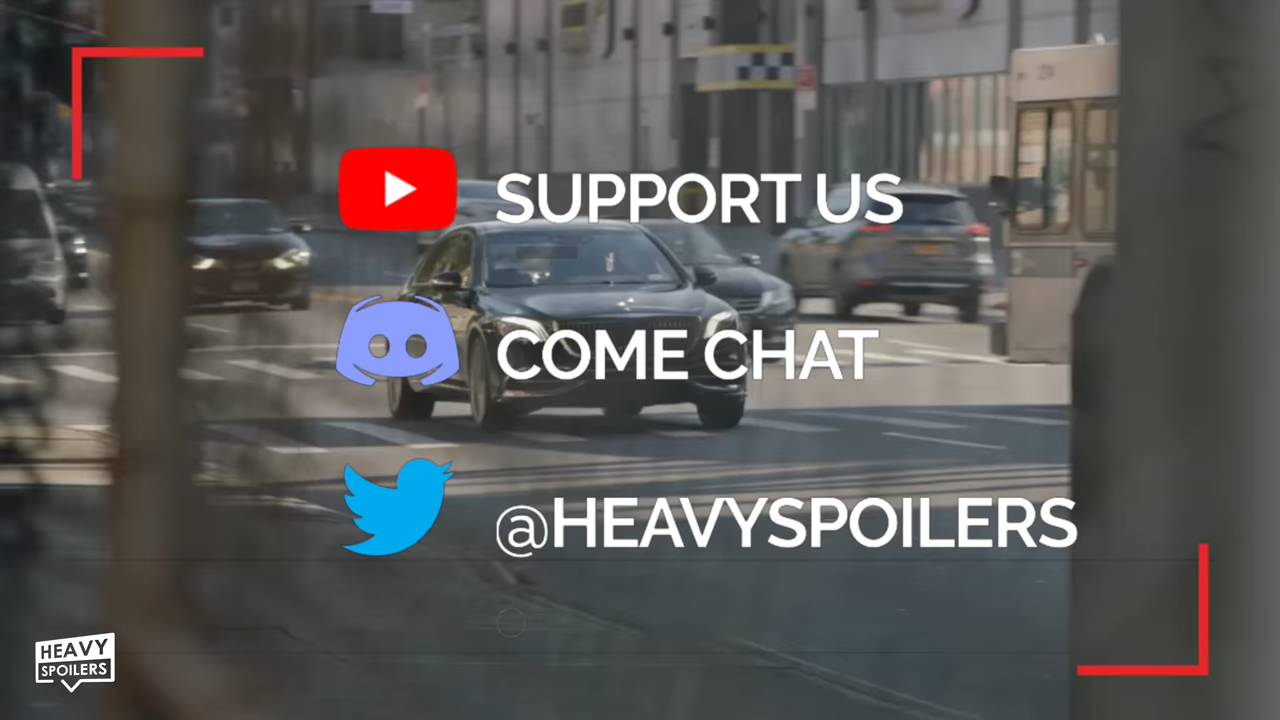 SUPPORT US
COME CHAT
@HEAVYSPOILERS
HEAVY
SPOILERS